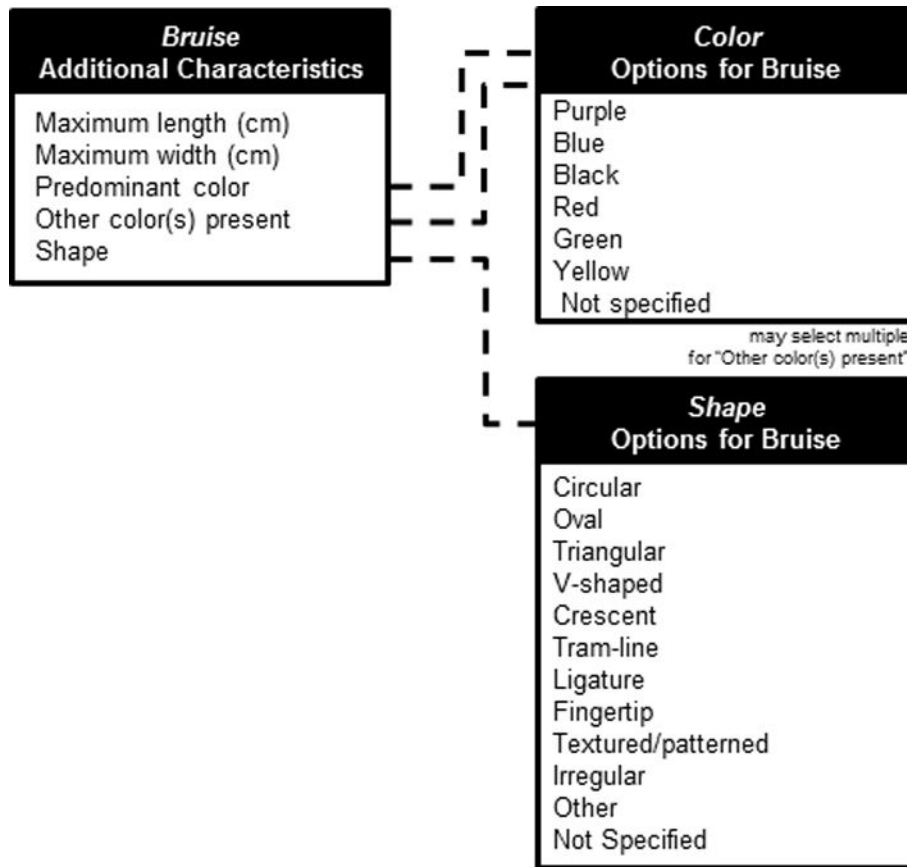 Bruise
Additional Characteristics
Maximum length (cm)
Maximum width (cm)
Predominant color
Other color(s) present
Shape
Color
Options for Bruise
Purple
Blue
Black
Red
Green
Yellow
Not specified
may select multiple
for "Other color(s) present"
Shape
Options for Bruise
Circular
Oval
Triangular
V-shaped
Crescent
Tram-line
Ligature
Fingertip
Textured/patterned
Irregular
Other
Not Specified